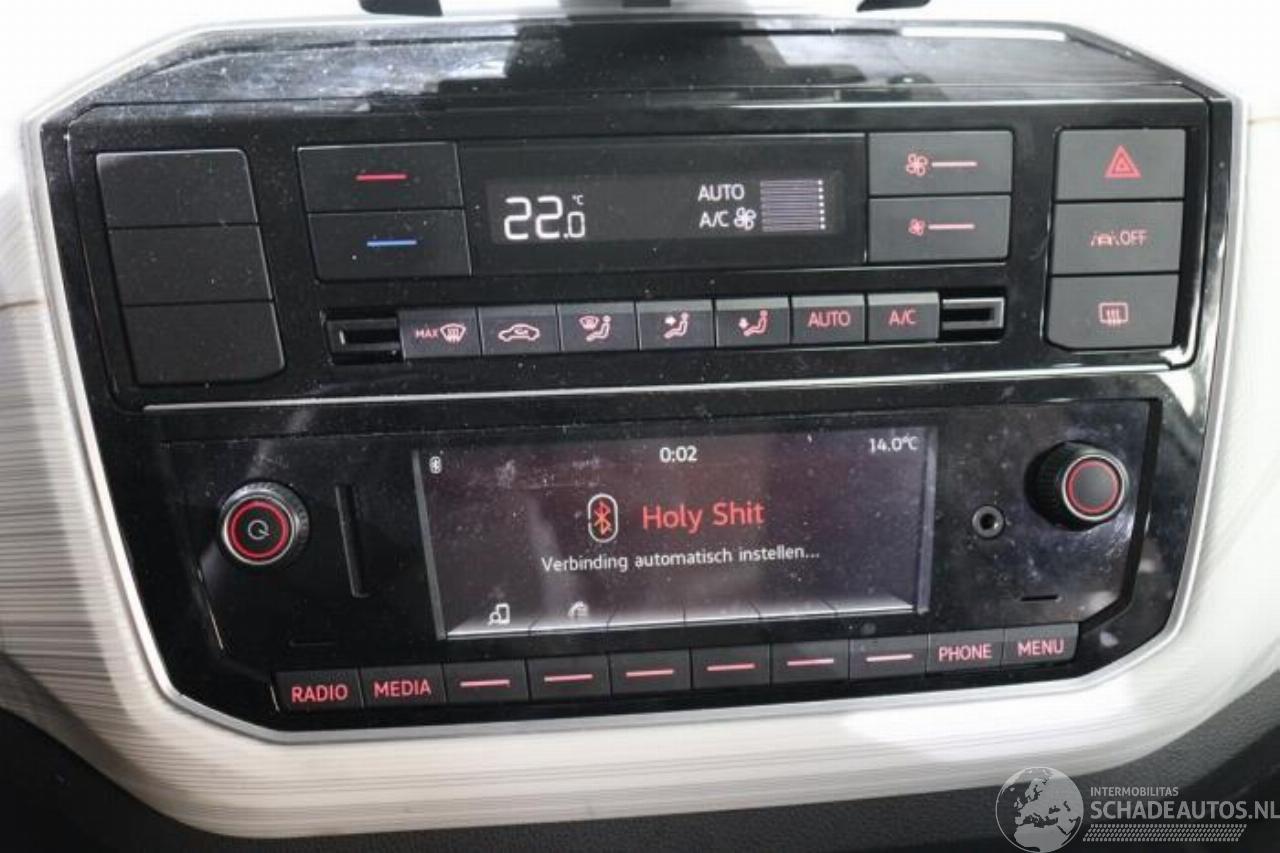 22.0 °C
AUTO
A/C
OFF
MAX
AUTO
A/C
0:02
14.0°C
Holy Shit
Verbinding automatisch instellen...
RADIO
MEDIA
PHONE
MENU
INTERMOBILITAS
SCHADEAUTOS.NL